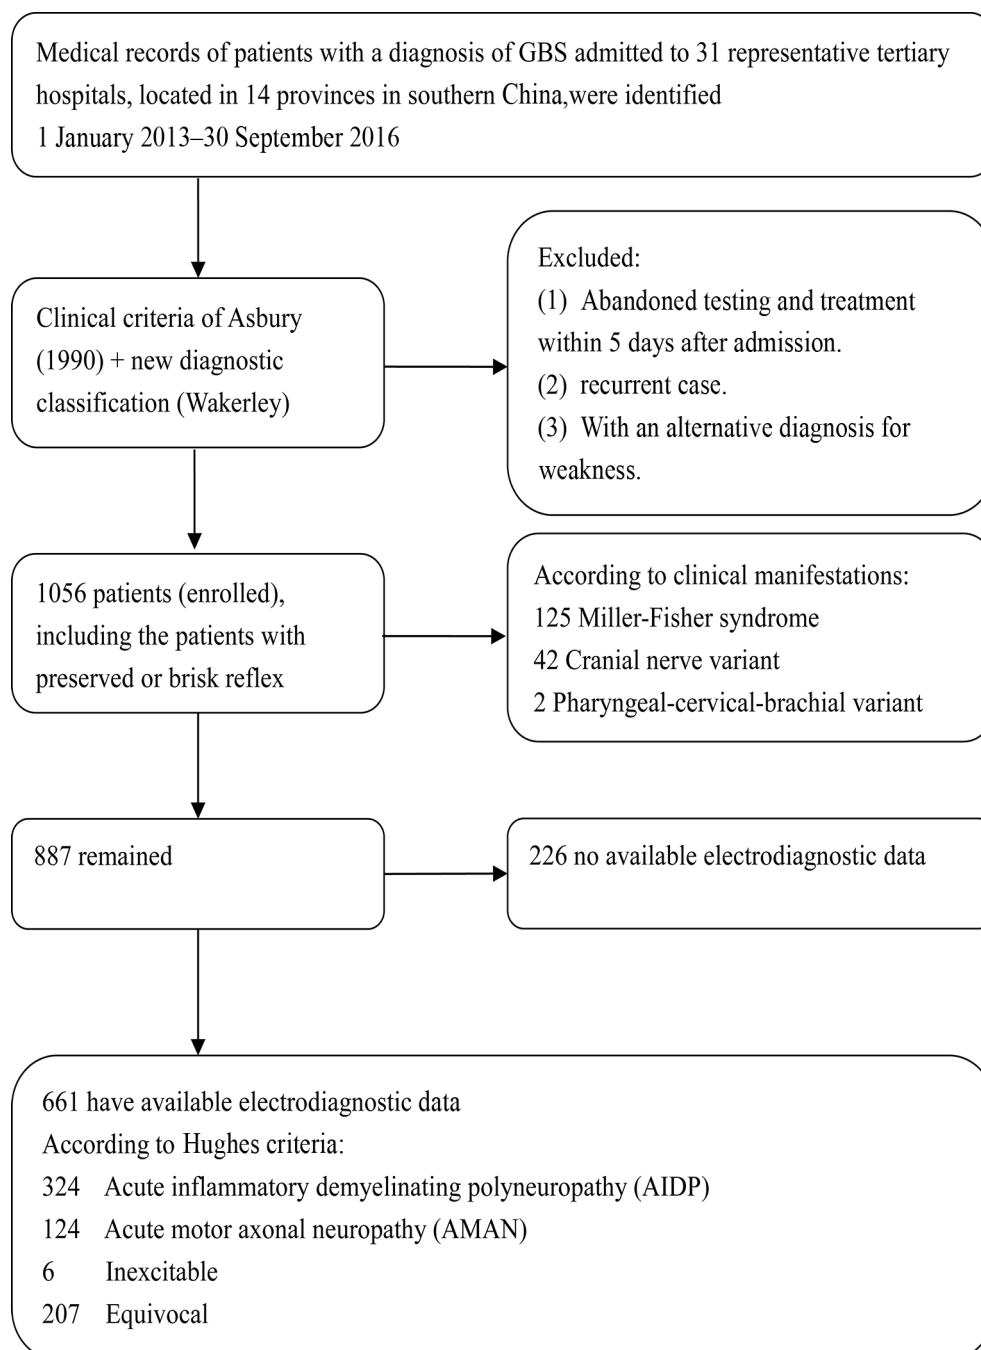 Medical records of patients with a diagnosis of GBS admitted to 31 representative tertiary
hospitals, located in 14 provinces in southern China,were identified
1 January 2013–30 September 2016
Excluded:
(1) Abandoned testing and treatment
within 5 days after admission.
(2) recurrent case.
(3) With an alternative diagnosis for
weakness.
Clinical criteria of Asbury
(1990) + new diagnostic
classification (Wakerley)
1056 patients (enrolled),
including the patients with
preserved or brisk reflex
According to clinical manifestations:
125 Miller-Fisher syndrome
42 Cranial nerve variant
2 Pharyngeal-cervical-brachial variant
887 remained
226 no available electrodiagnostic data
661 have available electrodiagnostic data
According to Hughes criteria:
324 Acute inflammatory demyelinating polyneuropathy (AIDP)
124 Acute motor axonal neuropathy (AMAN)
6 Inexcitable
207 Equivocal